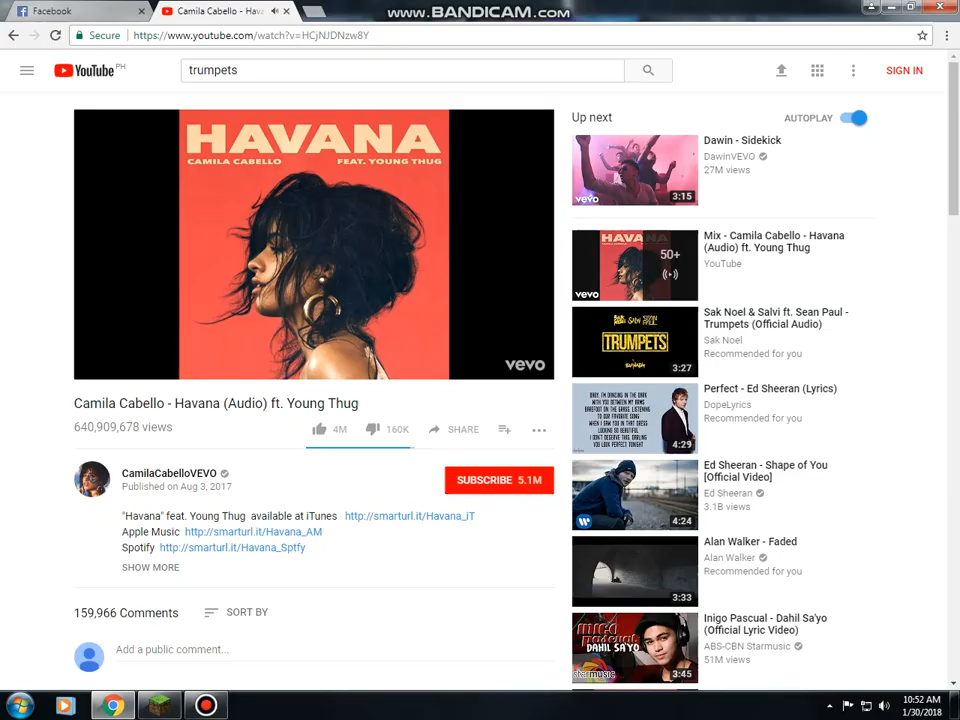 Facebook
Camila Cabello - Hava
www.BANDICAM.com
Secure
https://www.youtube.com/watch?v=HCjNJDNzw8Y
YouTube PH
trumpets
SIGN IN
HAVANA
CAMILA CABELLO FEAT. YOUNG THUG
vevo
Camila Cabello - Havana (Audio) ft. Young Thug
640,909,678 views
4M
160K
SHARE
CamilaCabelloVEVO
Published on Aug 3, 2017
SUBSCRIBE 5.1M
"Havana" feat. Young Thug available at iTunes http://smarturl.it/Havana_iT
Apple Music http://smarturl.it/Havana_AM
Spotify http://smarturl.it/Havana_Sptfy
SHOW MORE
159,966 Comments
SORT BY
Add a public comment...
Up next
AUTOPLAY
vevo
3:15
Dawin - Sidekick
DawinVEVO
27M views
HAVANA
50+
vevo
Mix - Camila Cabello - Havana
(Audio) ft. Young Thug
YouTube
TRUMPETS
3:27
Sak Noel & Salvi ft. Sean Paul -
Trumpets (Official Audio)
Sak Noel
Recommended for you
4:29
Perfect - Ed Sheeran (Lyrics)
DopeLyrics
Recommended for you
4:24
Ed Sheeran - Shape of You
[Official Video]
Ed Sheeran
3.1B views
3:33
Alan Walker - Faded
Alan Walker
Recommended for you
DAHIL SA'YO
starmusic
3:45
Inigo Pascual - Dahil Sa'yo
(Official Lyric Video)
ABS-CBN Starmusic
51M views
10:52 AM
1/30/2018